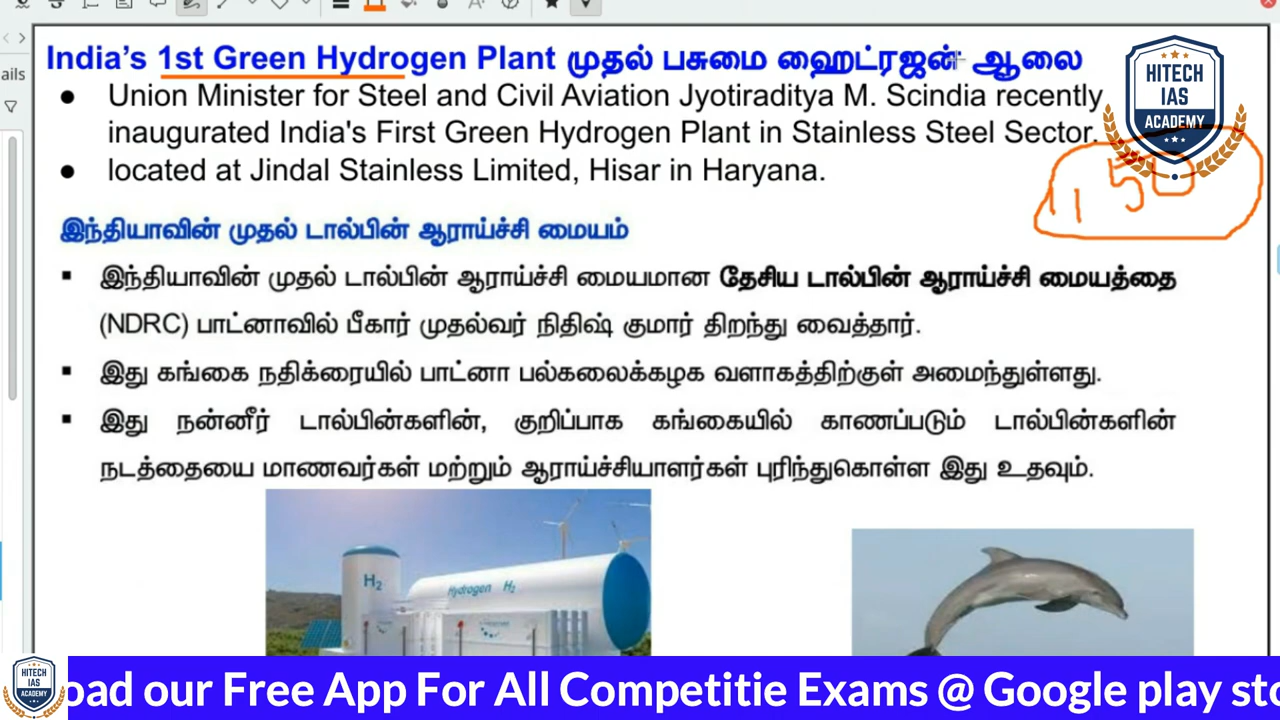 ails
India's 1st Green Hydrogen Plant முதல் பசுமை ஹைட்ரஜன் ஆலை
● Union Minister for Steel and Civil Aviation Jyotiraditya M. Scindia recently
inaugurated India's First Green Hydrogen Plant in Stainless Steel Sector.
● located at Jindal Stainless Limited, Hisar in Haryana.
HITECH
IAS
ACADEMY
1150
இந்தியாவின் முதல் டால்பின் ஆராய்ச்சி மையம்
▪ இந்தியாவின் முதல் டால்பின் ஆராய்ச்சி மையமான தேசிய டால்பின் ஆராய்ச்சி மையத்தை
(NDRC) பாட்னாவில் பீகார் முதல்வர் நிதிஷ் குமார் திறந்து வைத்தார்.
▪ இது கங்கை நதிக்ரையில் பாட்னா பல்கலைக்கழக வளாகத்திற்குள் அமைந்துள்ளது.
▪ இது நன்னீர் டால்பின்களின், குறிப்பாக கங்கையில் காணப்படும் டால்பின்களின்
நடத்தையை மாணவர்கள் மற்றும் ஆராய்ச்சியாளர்கள் புரிந்துகொள்ள இது உதவும்.
H2
Hydrogen H2
HITECH
IAS
ACADEMY
oad our Free App For All Competitie Exams @ Google play sto